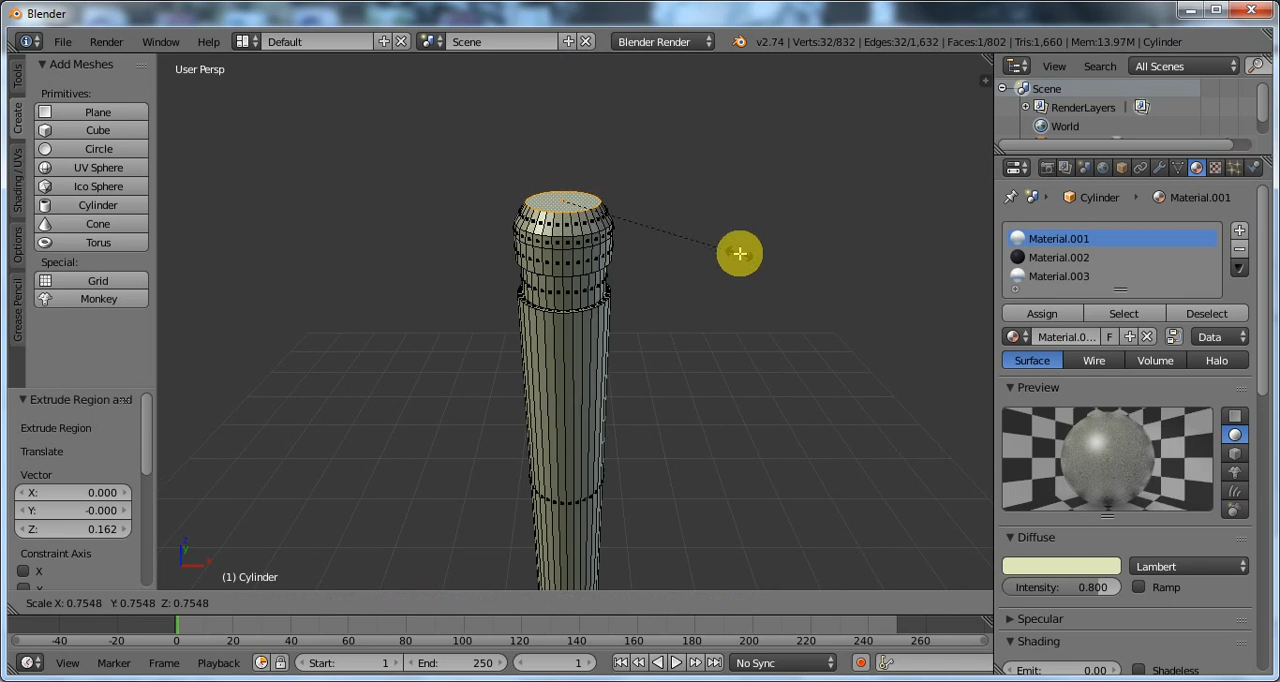 Blender
File Render Window Help Default Scene Blender Render v2.74 | Verts:32/832 | Edges:32/1,632 | Faces:1/802 | Tris:1,660 | Mem:13.97M | Cylinder
Tools
Create
Shading / UVs
Options
Grease Pencil
Add Meshes
Primitives:
Plane
Cube
Circle
UV Sphere
Ico Sphere
Cylinder
Cone
Torus
Special:
Grid
Monkey
Extrude Region and
Extrude Region
Translate
Vector
X: 0.000
Y: -0.000
Z: 0.162
Constraint Axis
X
User Persp
(1) Cylinder
Scale X: 0.7548 Y: 0.7548 Z: 0.7548
-40 -20 0 20 40 60 80 100 120 140 160 180 200 220 240 260
View Marker Frame Playback Start: 1 End: 250 1 No Sync
View Search All Scenes
Scene
RenderLayers |
World
Cylinder Material.001
Material.001
Material.002
Material.003
Assign Select Deselect
Material.0... F Data
Surface Wire Volume Halo
Preview
Diffuse
Lambert
Intensity: 0.800 Ramp
Specular
Shading
Emit: 0.00 Shadeless